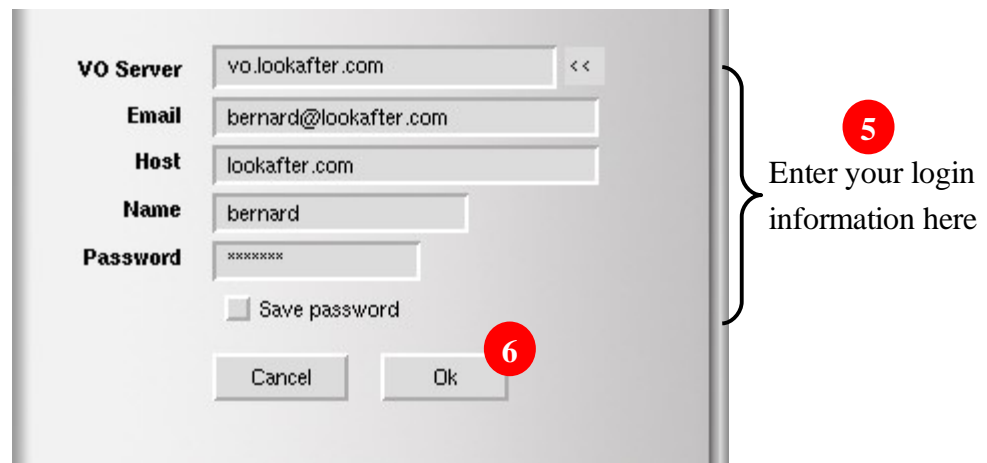 VO Server vo.lookafter.com <<
Email bernard@lookafter.com
Host lookafter.com
Name bernard
Password *******
Save password
Cancel Ok 6
5
Enter your login
information here